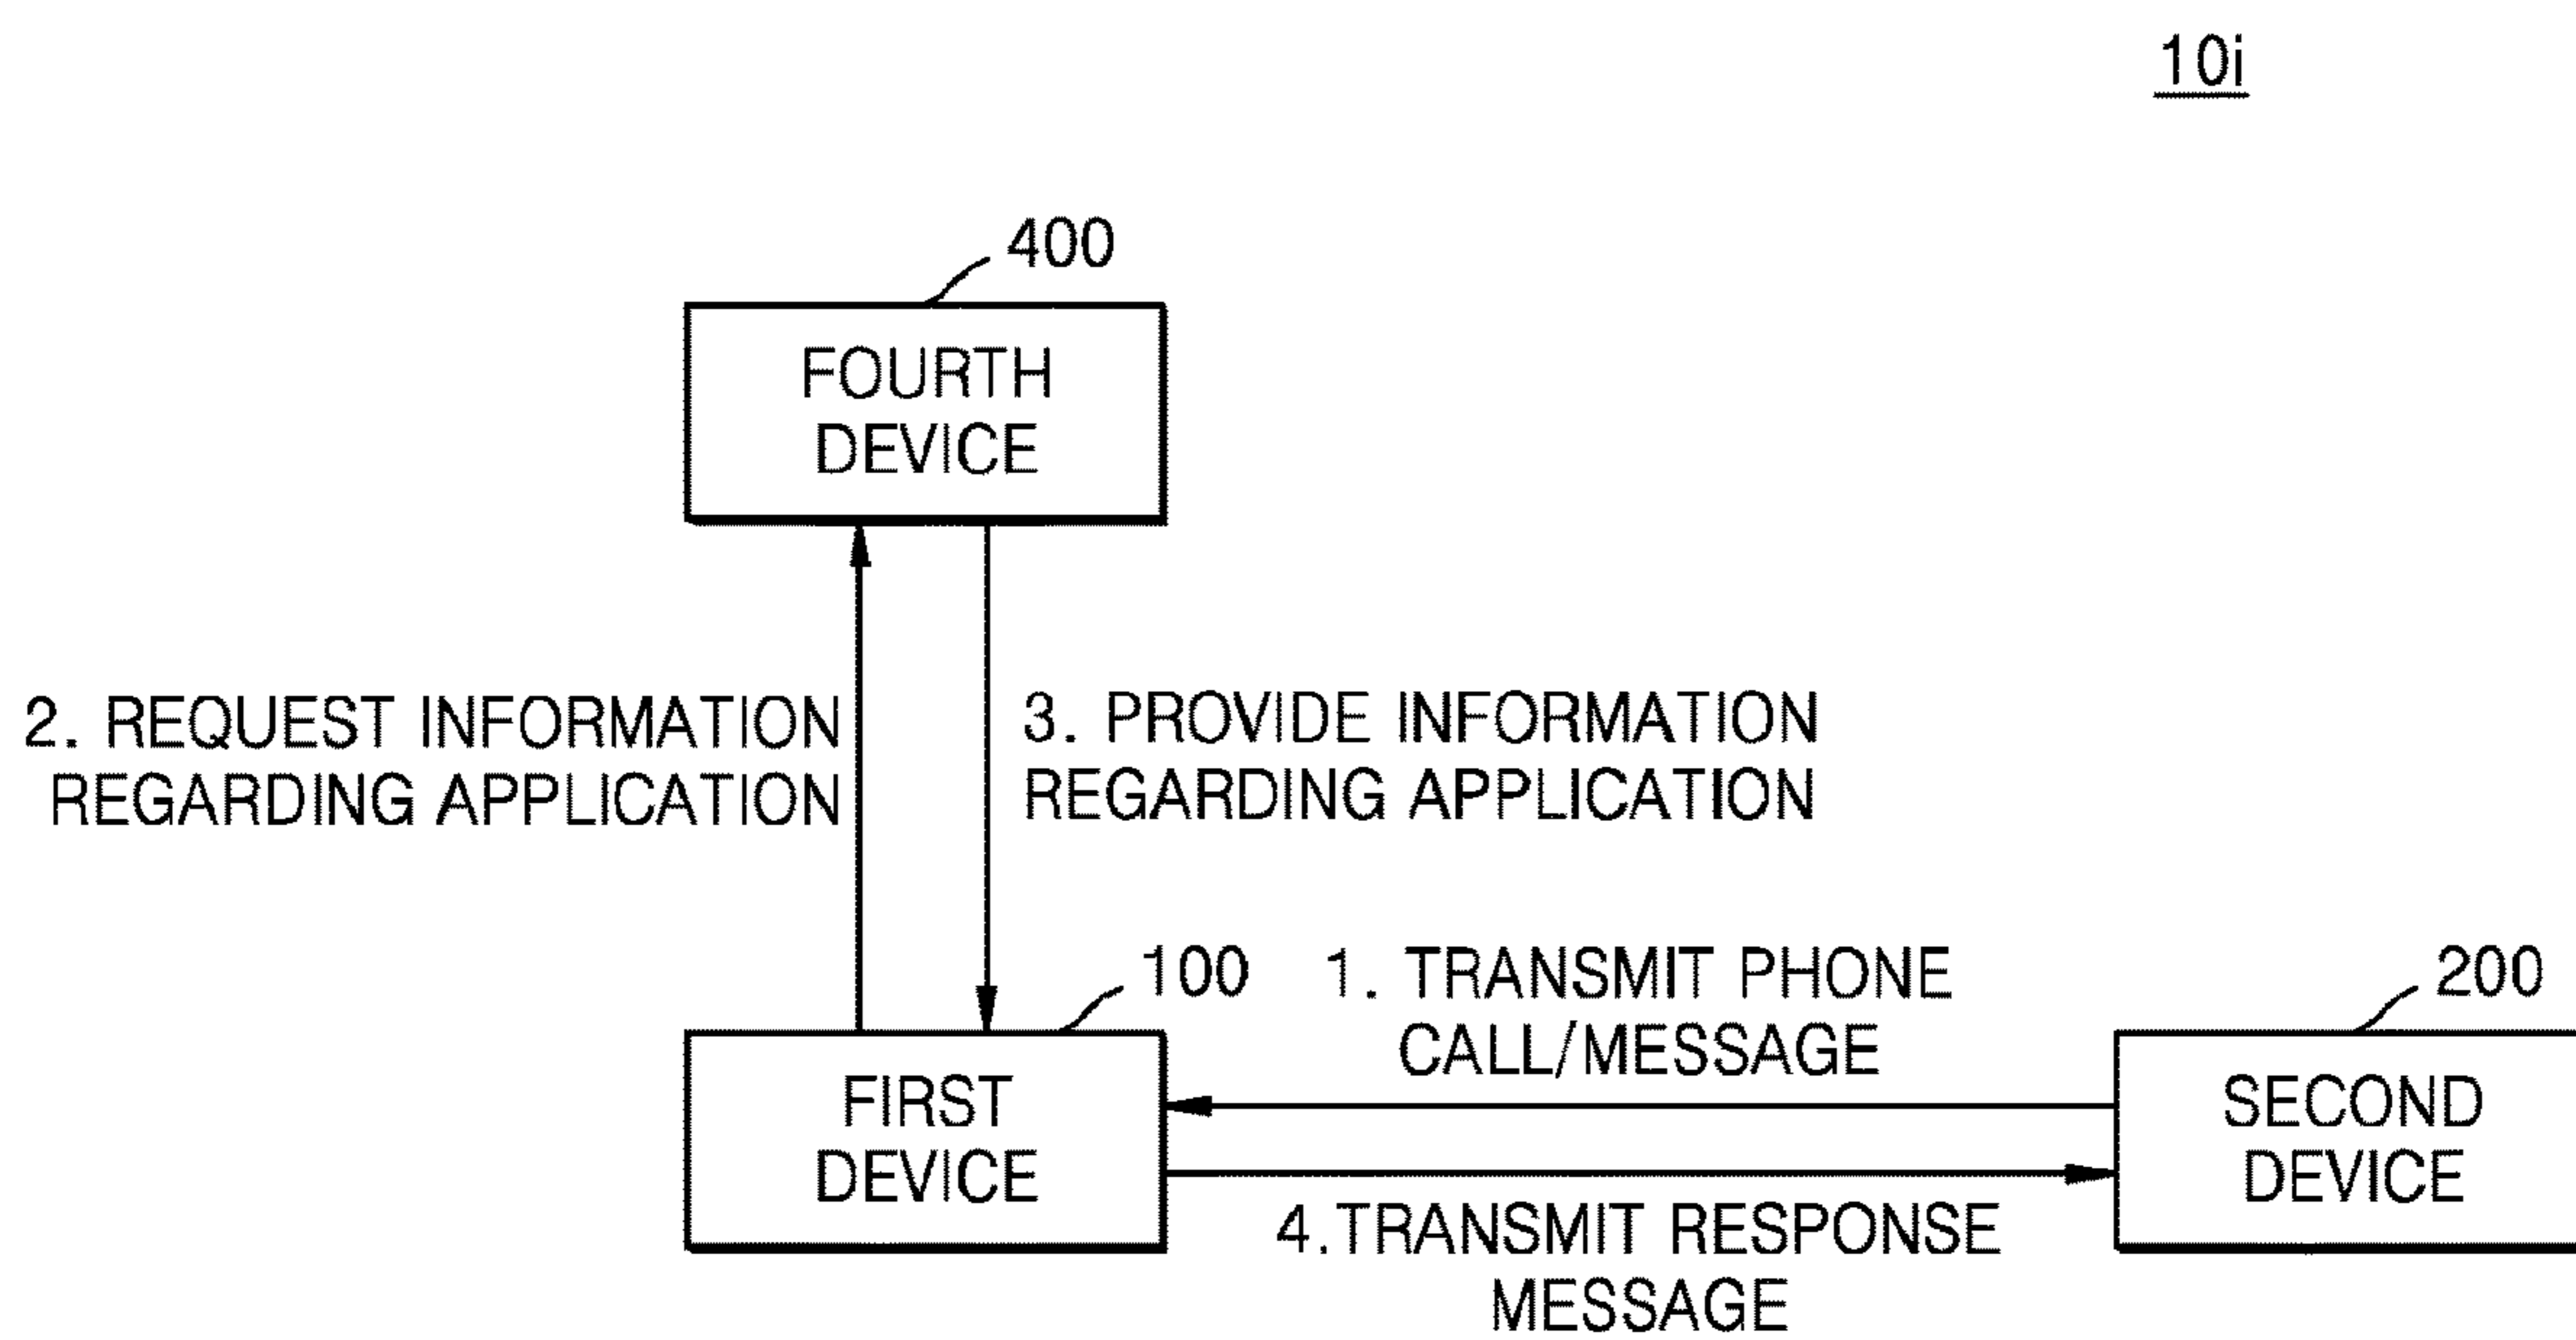 10i
400
FOURTH
DEVICE
2. REQUEST INFORMATION
REGARDING APPLICATION
3. PROVIDE INFORMATION
REGARDING APPLICATION
100
1. TRANSMIT PHONE
CALL/MESSAGE
200
FIRST
DEVICE
SECOND
DEVICE
4.TRANSMIT RESPONSE
MESSAGE